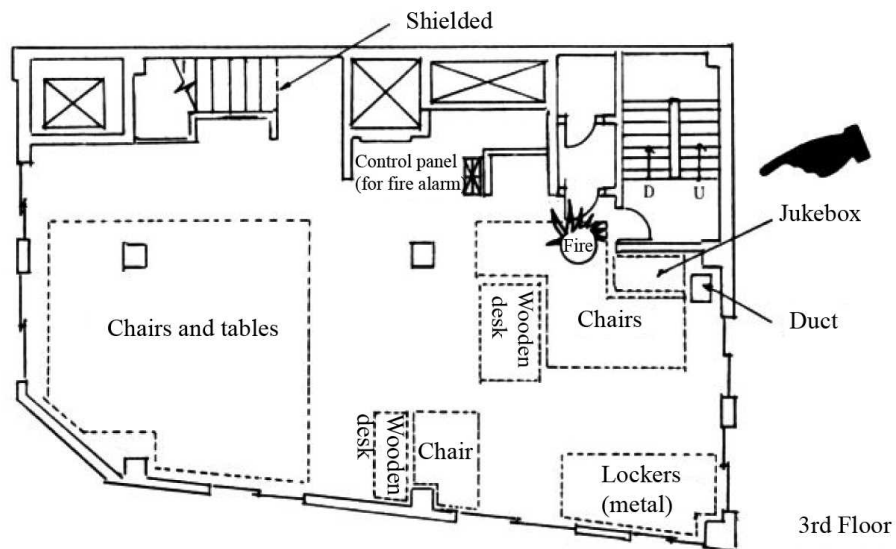 Shielded
Control panel
(for fire alarm)
D
U
Jukebox
Fire
Duct
Chairs and tables
Wooden
desk
Chairs
Wooden
desk
Chair
Lockers
(metal)
3rd Floor